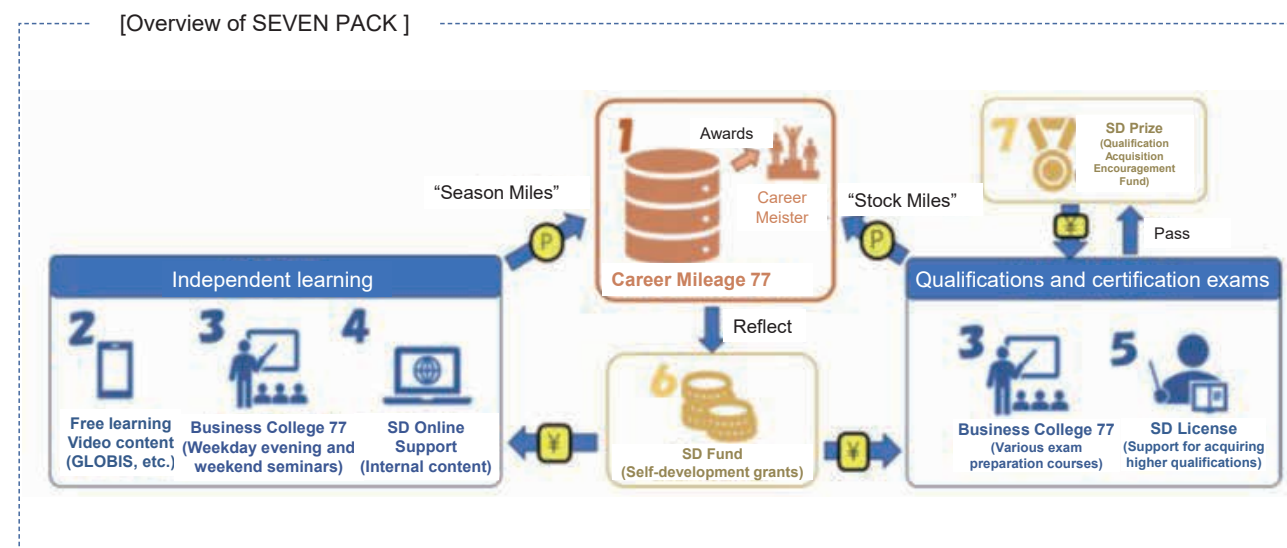 [Overview of SEVEN PACK ]
1
Awards
Career
Meister
Career Mileage 77
7
SD Prize
(Qualification
Acquisition
Encouragement
Fund)
"Season Miles"
P
"Stock Miles"
P
¥
Pass
Independent learning
2
Free learning
Video content
(GLOBIS, etc.)
3
Business College 77
(Weekday evening and
weekend seminars)
4
SD Online
Support
(Internal content)
Reflect
6
SD Fund
(Self-development grants)
¥
¥
Qualifications and certification exams
3
Business College 77
(Various exam
preparation courses)
5
SD License
(Support for acquiring
higher qualifications)